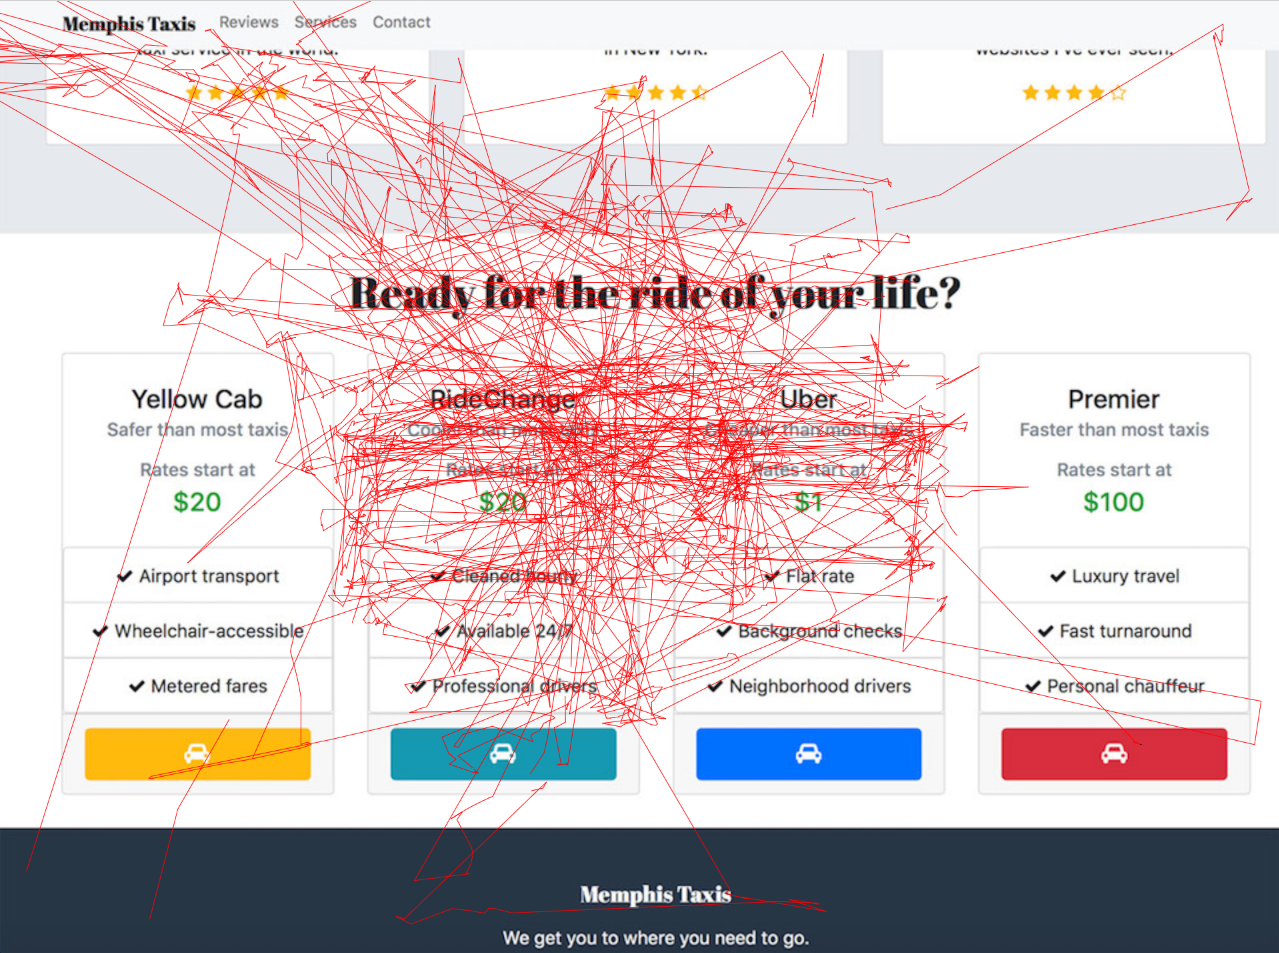 Memphis Taxis Reviews Services Contact
taxi service in the world.
in New York.
websites I've ever seen.
Ready for the ride of your life?
Yellow Cab
Safer than most taxis
Rates start at
$20
Airport transport
Wheelchair-accessible
Metered fares
RideChange
Cooler than most taxis
Rates start at
$20
Cleaned hourly
Available 24/7
Professional drivers
Uber
Cheaper than most taxis
Rates start at
$1
Flat rate
Background checks
Neighborhood drivers
Premier
Faster than most taxis
Rates start at
$100
Luxury travel
Fast turnaround
Personal chauffeur
Memphis Taxis
We get you to where you need to go.